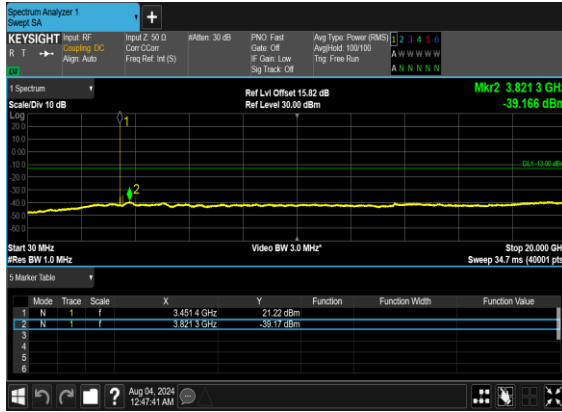 Spectrum Analyzer 1
Swept SA
+
KEYSIGHT Input: RF Input Z: 50 Ω #Atten: 30 dB PNO: Fast Avg Type: Power (RMS) 1 2 3 4 5 6
R T Coupling: DC Corr CCorr Gate: Off Avg|Hold: 100/100 A W W W W W
Align: Auto Freq Ref: Int (S) IF Gain: Low Trig: Free Run
LU Sig Track: Off A N N N N N
1 Spectrum Ref Lvl Offset 15.82 dB Mkr2 3.821 3 GHz
Scale/Div 10 dB Ref Level 30.00 dBm -39.166 dBm
Log
20.0
10.0
0.00
-10.0
-20.0
-30.0
-40.0
-50.0
-60.0
1
DL1 -13.00 dBm
2
Start 30 MHz Video BW 3.0 MHz* Stop 20.000 GHz
#Res BW 1.0 MHz Sweep 34.7 ms (40001 pts)
5 Marker Table
Mode Trace Scale X Y Function Function Width Function Value
1 N 1 f 3.451 4 GHz 21.22 dBm
2 N 1 f 3.821 3 GHz -39.17 dBm
3
4
5
6
? Aug 04, 2024
12:47:41 AM